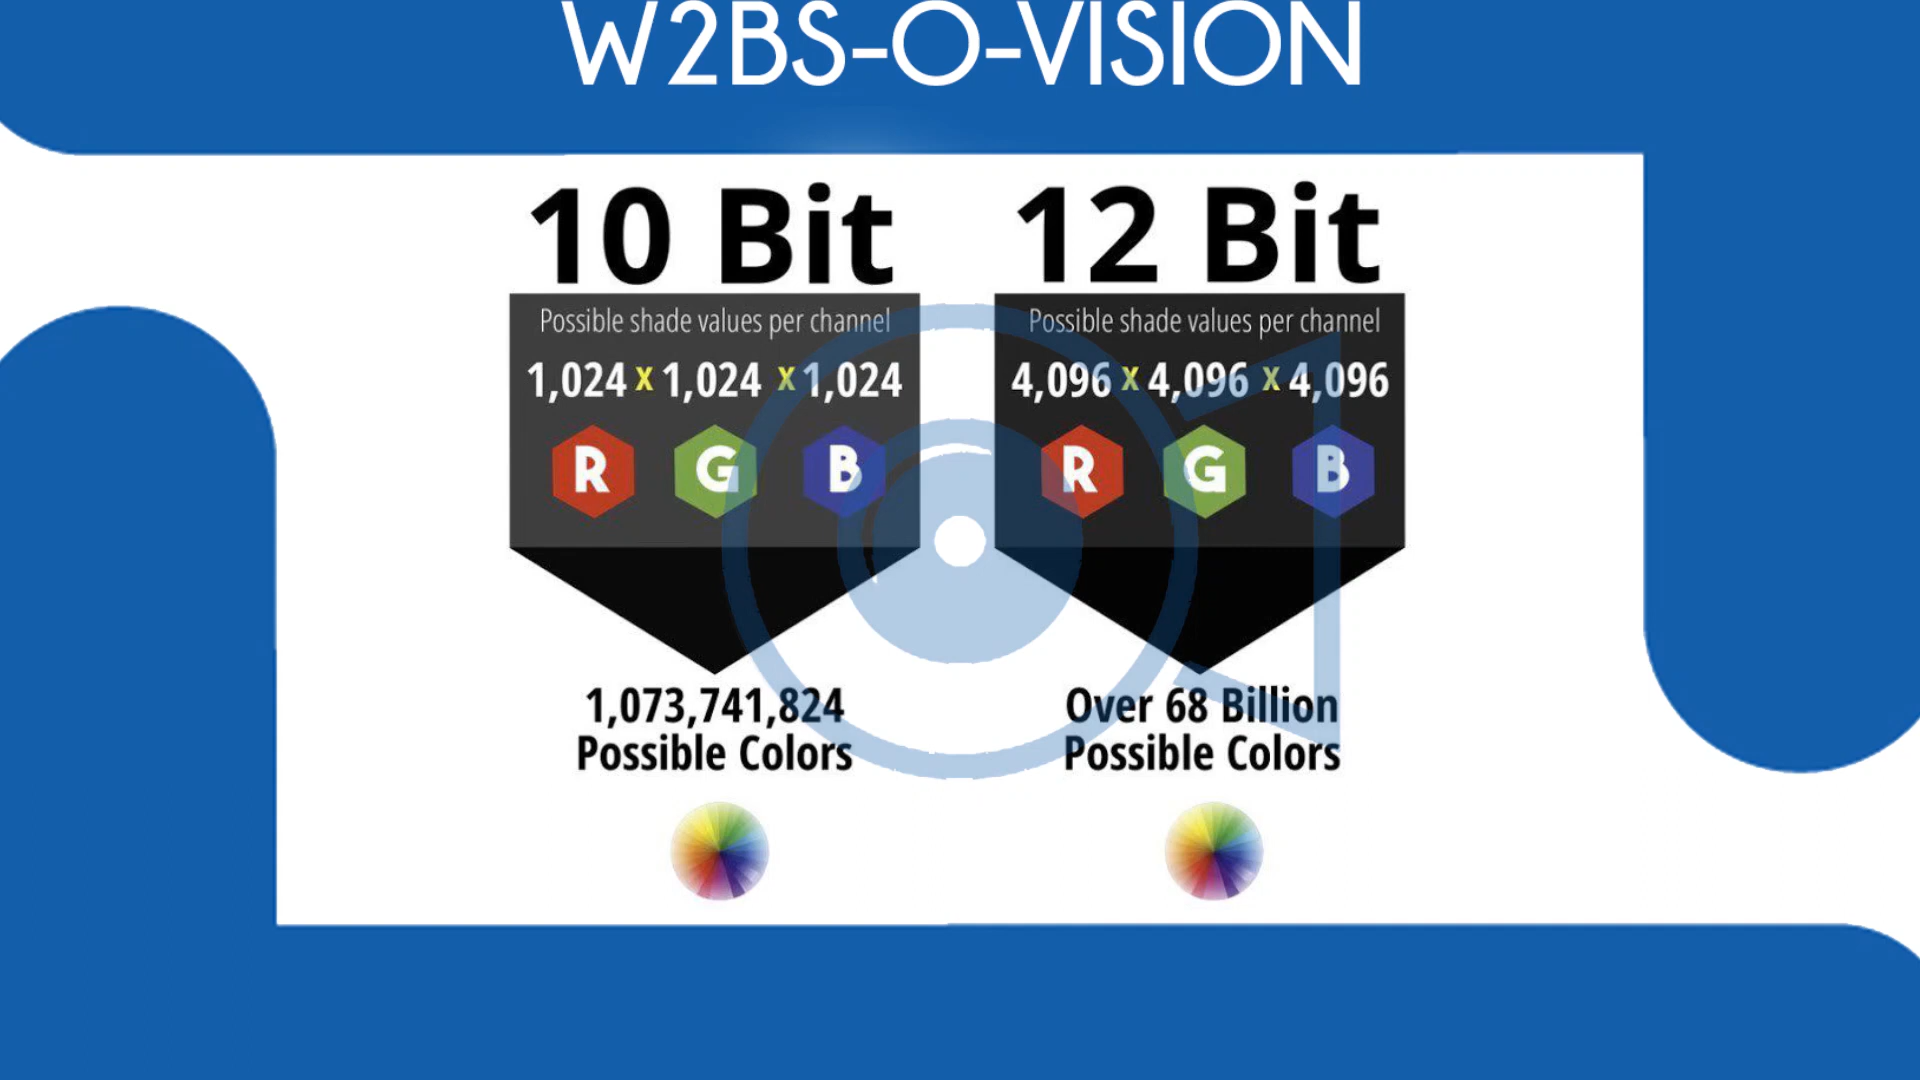 W2BS-O-VISION
10 Bit
Possible shade values per channel
1,024 x 1,024 x 1,024
R G B
1,073,741,824
Possible Colors
12 Bit
Possible shade values per channel
4,096 x 4,096 x 4,096
R G B
Over 68 Billion
Possible Colors